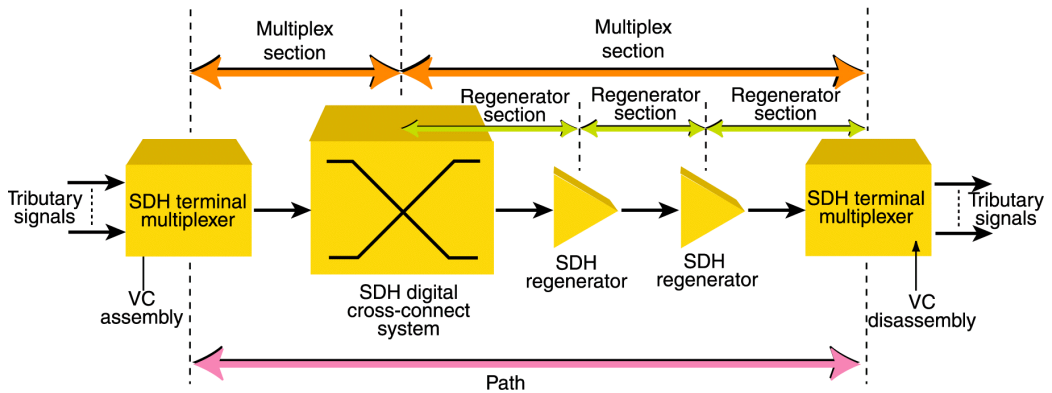 Multiplex
section
Multiplex
section
Regenerator
section
Regenerator
section
Regenerator
section
Tributary
signals
SDH terminal
multiplexer
SDH terminal
multiplexer
Tributary
signals
SDH
regenerator
SDH
regenerator
VC
assembly
SDH digital
cross-connect
system
VC
disassembly
Path